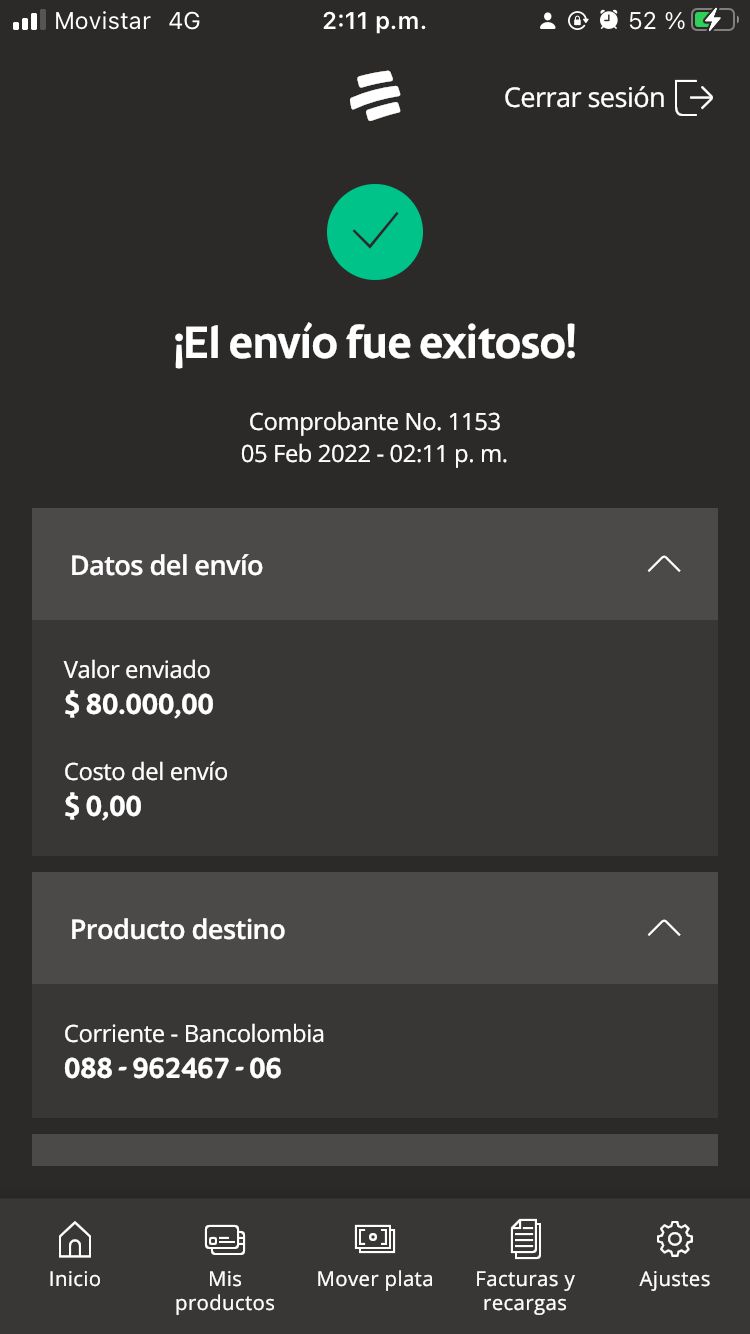 Movistar 4G 2:11 p.m. 52 %
Cerrar sesión
¡El envío fue exitoso!
Comprobante No. 1153
05 Feb 2022 - 02:11 p. m.
Datos del envío
Valor enviado
$ 80.000,00
Costo del envío
$ 0,00
Producto destino
Corriente - Bancolombia
088 - 962467 - 06
Inicio
Mis
productos
Mover plata
Facturas y
recargas
Ajustes